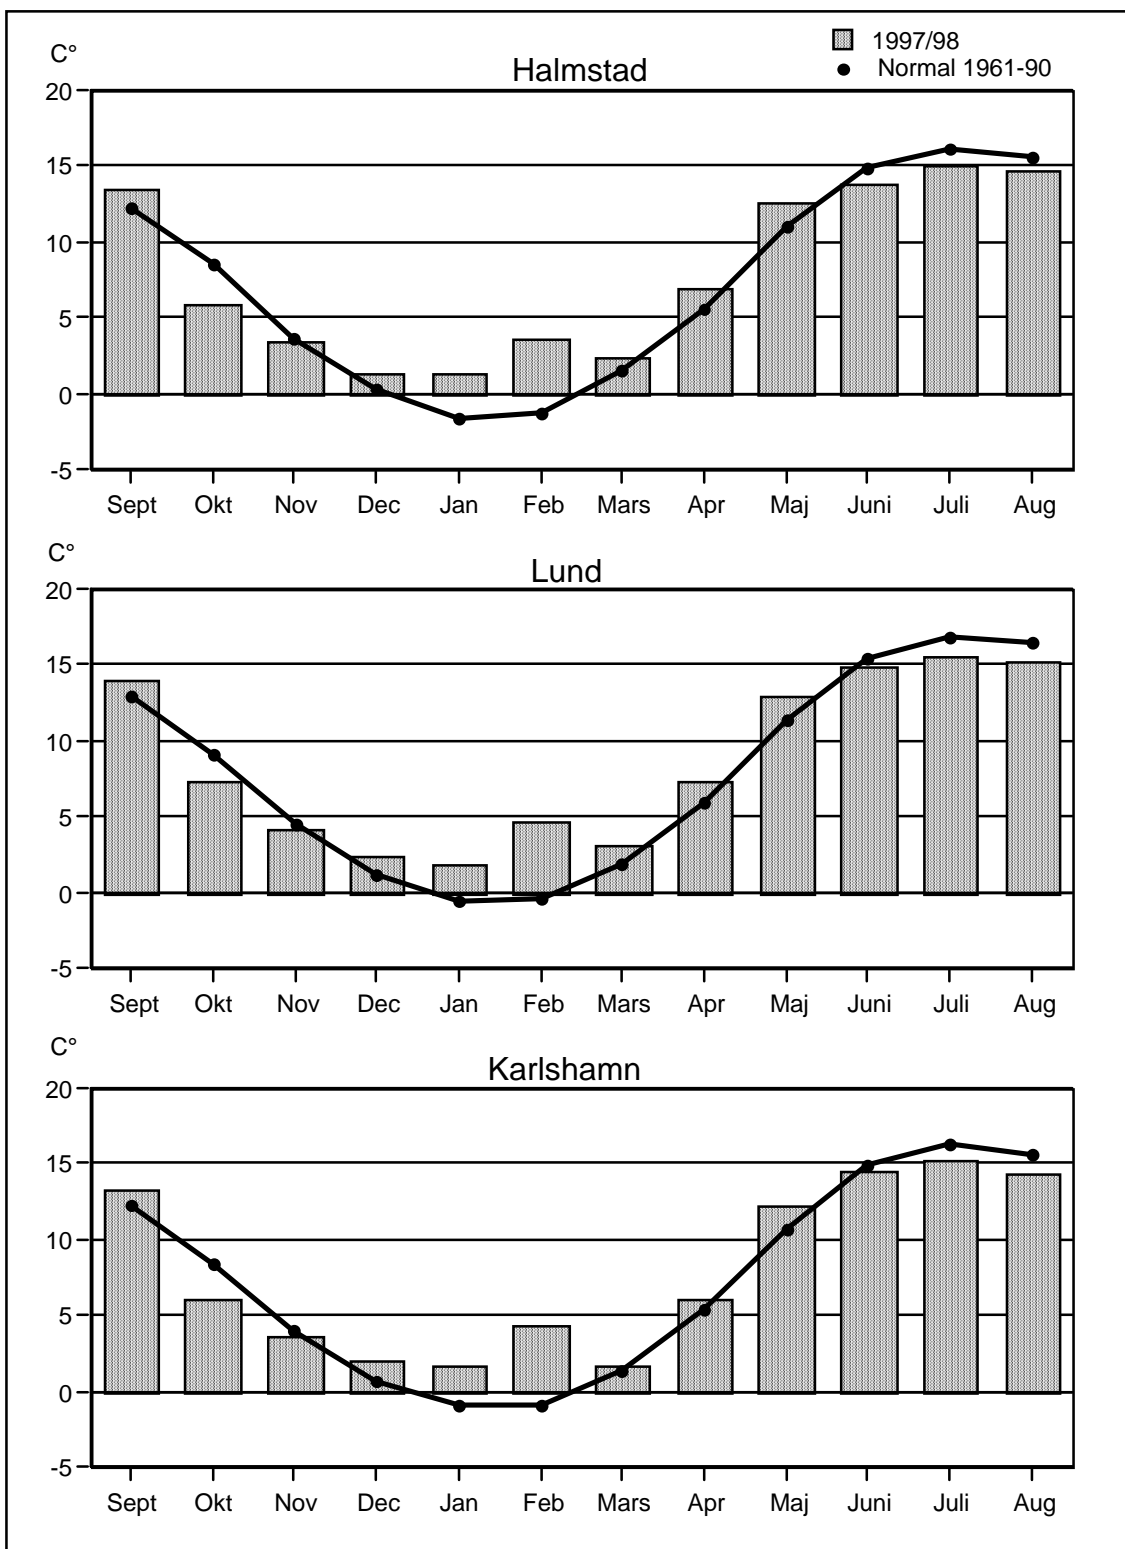 C°
1997/98
Halmstad
Normal 1961-90
20
15
10
5
0
-5
Sept Okt Nov Dec Jan Feb Mars Apr Maj Juni Juli Aug
C°
Lund
20
15
10
5
0
-5
Sept Okt Nov Dec Jan Feb Mars Apr Maj Juni Juli Aug
C°
Karlshamn
20
15
10
5
0
-5
Sept Okt Nov Dec Jan Feb Mars Apr Maj Juni Juli Aug